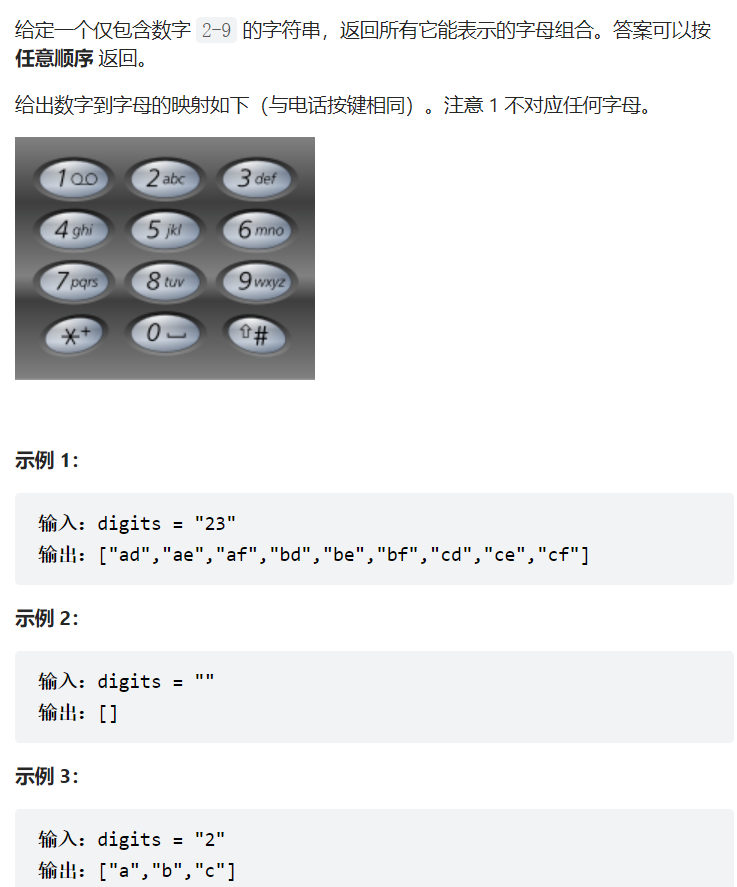 给定一个仅包含数字 2-9 的字符串，返回所有它能表示的字母组合。答案可以按
任意顺序 返回。
给出数字到字母的映射如下（与电话按键相同）。注意 1 不对应任何字母。
1 2 abc 3 def
4 ghi 5 jkl 6 mno
7 pqrs 8 tuv 9 wxyz
*+ 0 ⇧#
示例 1:
输入：digits = "23"
输出：["ad","ae","af","bd","be","bf","cd","ce","cf"]
示例 2:
输入：digits = ""
输出：[]
示例 3:
输入：digits = "2"
输出：["a","b","c"]